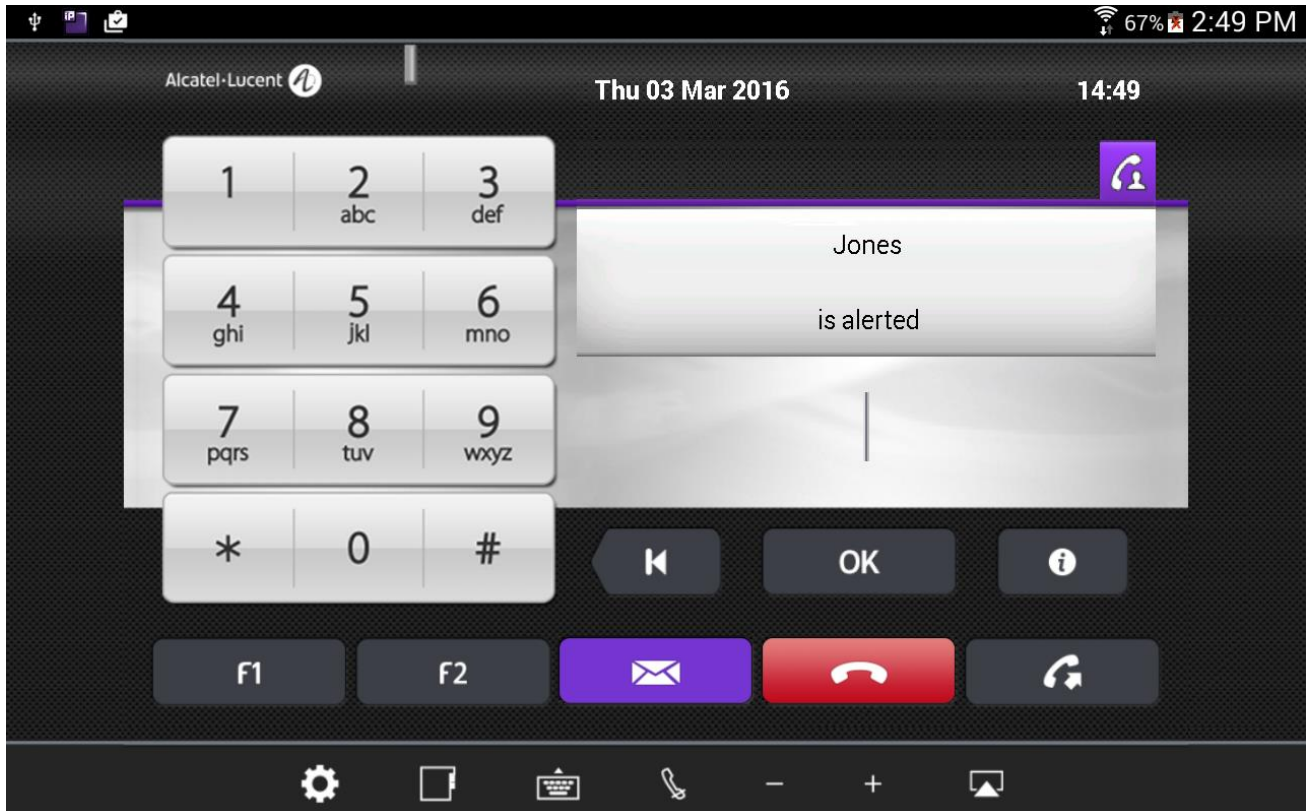 67% 2:49 PM
Alcatel·Lucent
Thu 03 Mar 2016
14:49
1 2 3
abc def
4 5 6
ghi jkl mno
7 8 9
pqrs tuv wxyz
* 0 #
Jones
is alerted
OK
F1 F2
- +